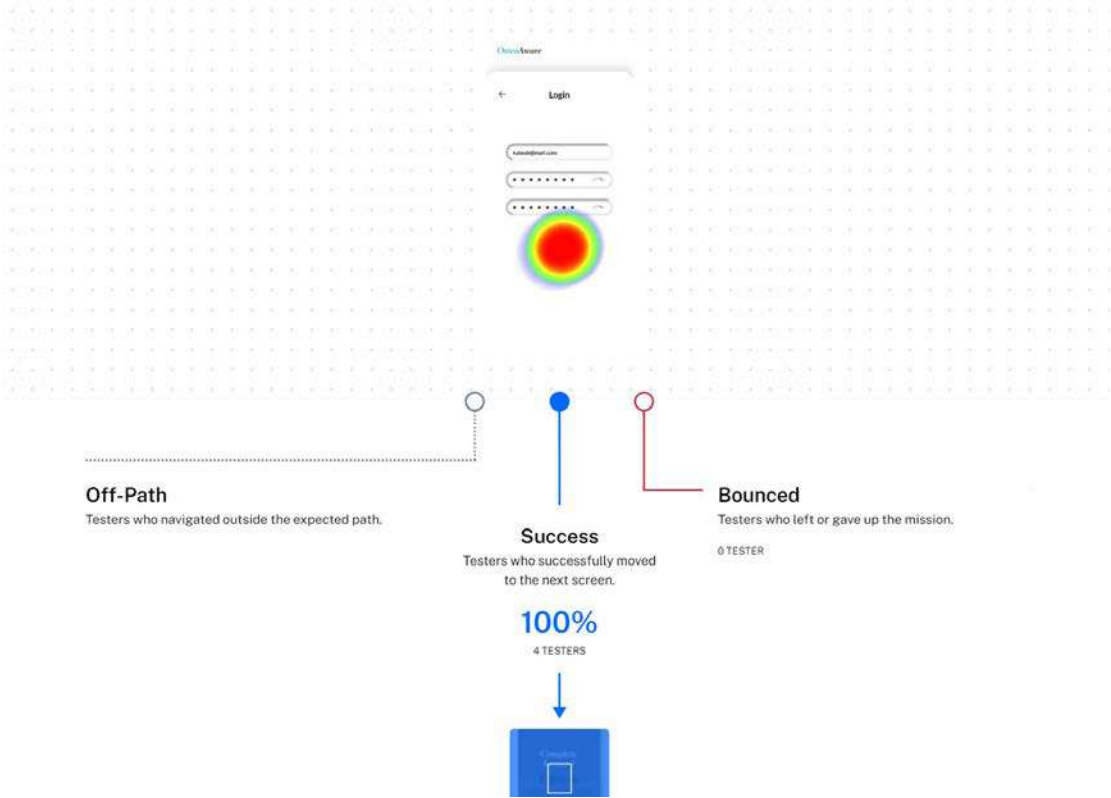 Login
Off-Path
Testers who navigated outside the expected path.
Success
Testers who successfully moved
to the next screen.
100%
4 TESTERS
Bounced
Testers who left or gave up the mission.
0 TESTER